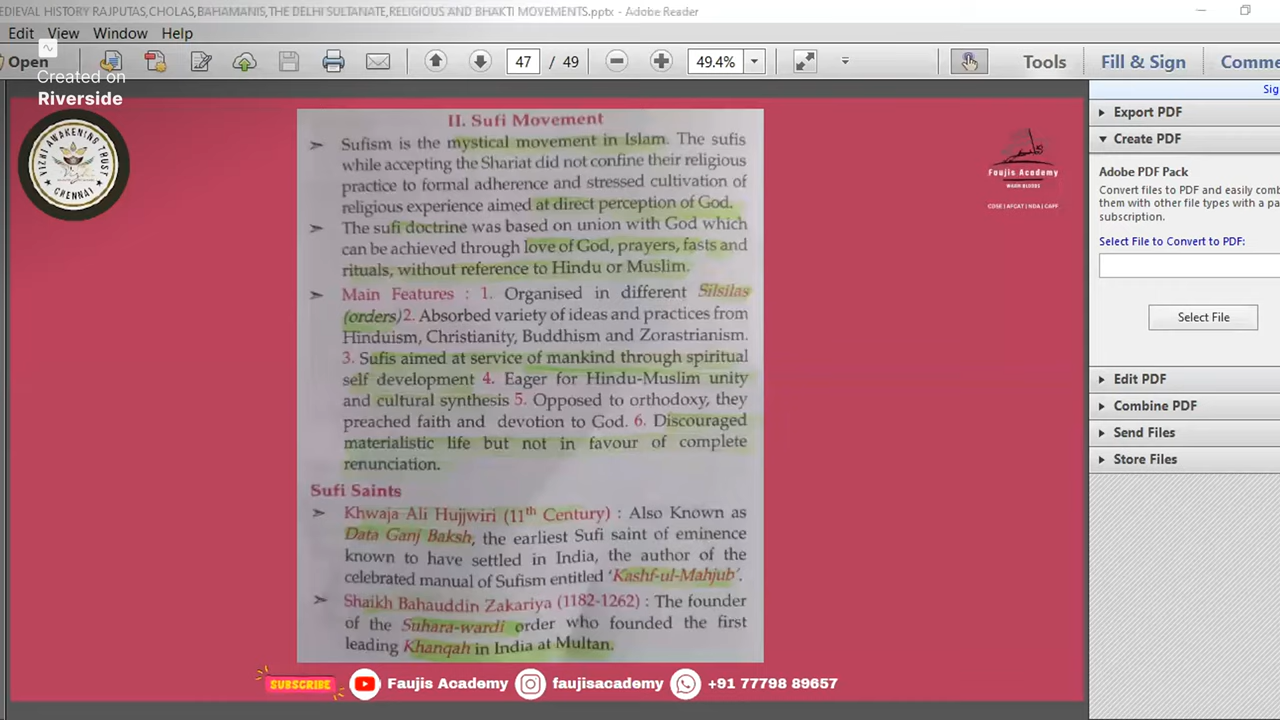 EDIEVAL HISTORY RAJPUTAS,CHOLAS,BAHAMANIS,THE DELHI SULTANATE,RELIGIOUS AND BHAKTI MOVEMENTS.pptx - Adobe Reader
Edit View Window Help
Open 47 / 49 49.4% Tools Fill & Sign Comme
Created on
Riverside
Sig
VIZHI AWAKENING TRUST
CHENNAI
Faujis Academy
WARM BLOODS
CDSE | AFCAT | NDA | CAPF
II. Sufi Movement
➢ Sufism is the mystical movement in Islam. The sufis
while accepting the Shariat did not confine their religious
practice to formal adherence and stressed cultivation of
religious experience aimed at direct perception of God.
➢ The sufi doctrine was based on union with God which
can be achieved through love of God, prayers, fasts and
rituals, without reference to Hindu or Muslim.
➢ Main Features : 1. Organised in different Silsilas
(orders)2. Absorbed variety of ideas and practices from
Hinduism, Christianity, Buddhism and Zorastrianism.
3. Sufis aimed at service of mankind through spiritual
self development 4. Eager for Hindu-Muslim unity
and cultural synthesis 5. Opposed to orthodoxy, they
preached faith and devotion to God. 6. Discouraged
materialistic life but not in favour of complete
renunciation.
Sufi Saints
➢ Khwaja Ali Hujjwiri (11th Century) : Also Known as
Data Ganj Baksh, the earliest Sufi saint of eminence
known to have settled in India, the author of the
celebrated manual of Sufism entitled 'Kashf-ul-Mahjub'.
➢ Shaikh Bahauddin Zakariya (1182-1262) : The founder
of the Suhara-wardi order who founded the first
leading Khanqah in India at Multan.
SUBSCRIBE Faujis Academy faujisacademy +91 77798 89657
Export PDF
Create PDF
Adobe PDF Pack
Convert files to PDF and easily comb
them with other file types with a pa
subscription.
Select File to Convert to PDF:
Select File
Edit PDF
Combine PDF
Send Files
Store Files